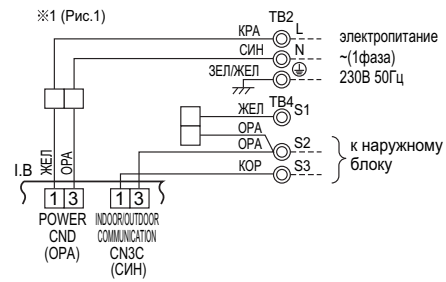 ※1 (Рис.1)
TB2
КРА L
СИН N
ЗЕЛ/ЖЕЛ
электропитание
~(1фаза)
230В 50Гц
TB4
ЖЕЛ S1
ОРА
ОРА S2
КОР S3
к наружному
блоку
I.B
ЖЕЛ
ОРА
1 3
1 3
POWER
CND
(ОРА)
INDOOR/OUTDOOR
COMMUNICATION
CN3C
(СИН)